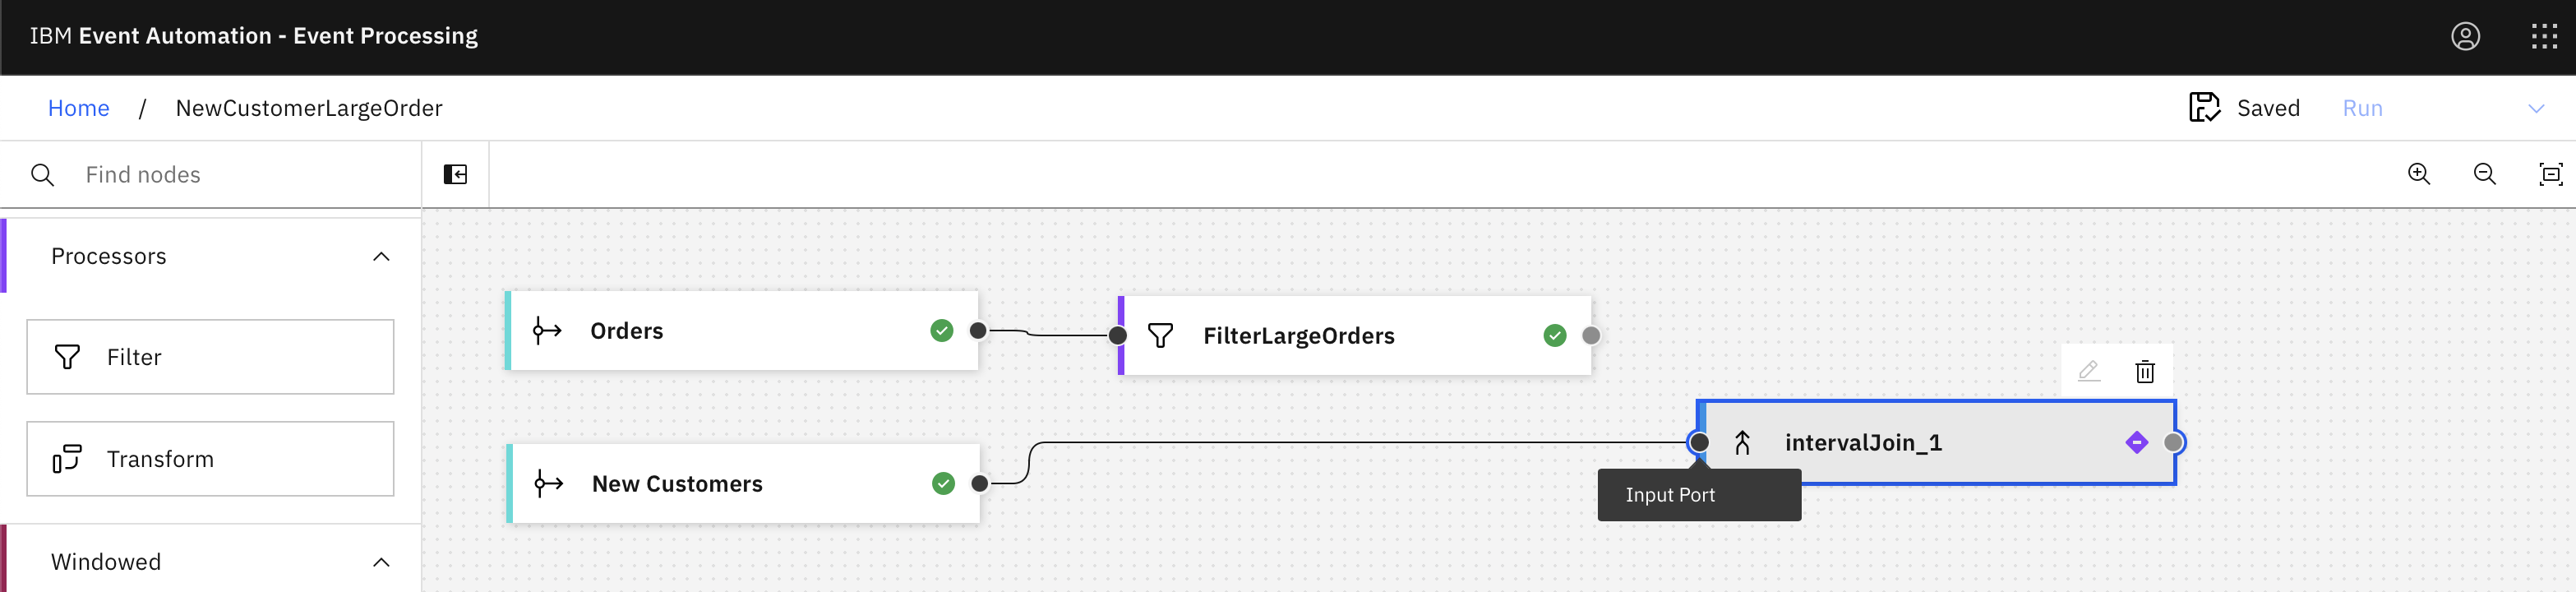 IBM Event Automation - Event Processing
Home / NewCustomerLargeOrder
Saved
Run
Find nodes
Processors
Filter
Transform
Windowed
Orders
FilterLargeOrders
New Customers
intervalJoin_1
Input Port